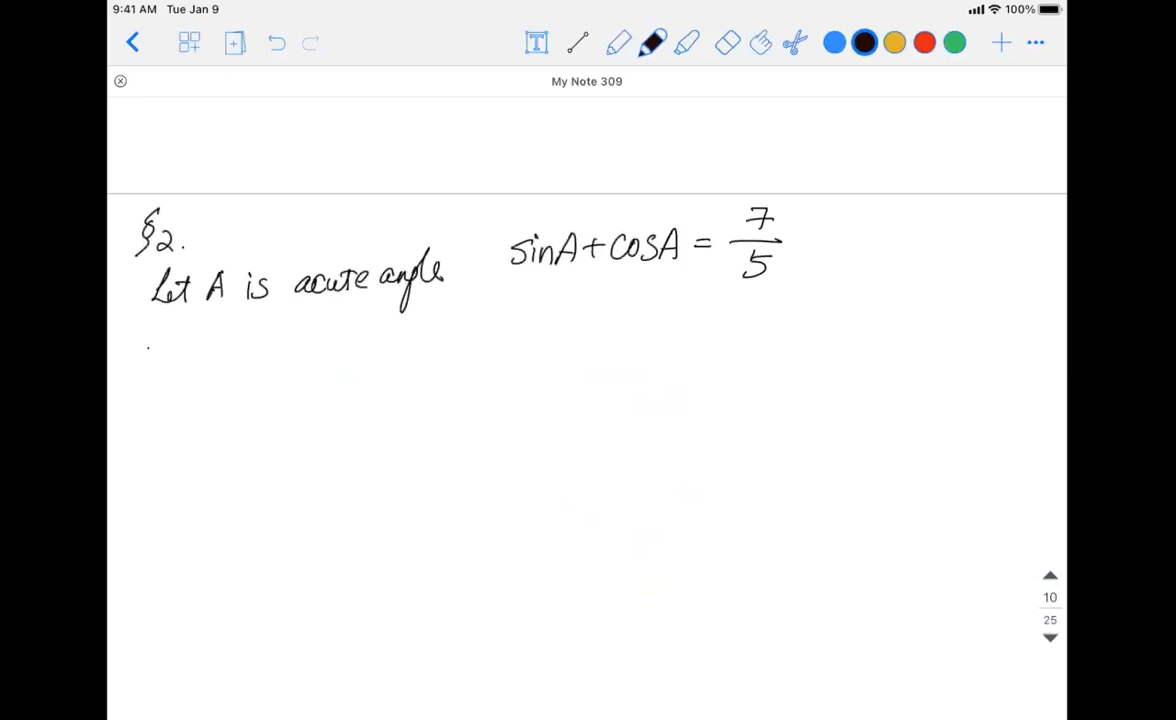 9:41 AM Tue Jan 9 100%
My Note 309
§2.
Let A is acute angle
sinA+cosA = 7/5
10
25